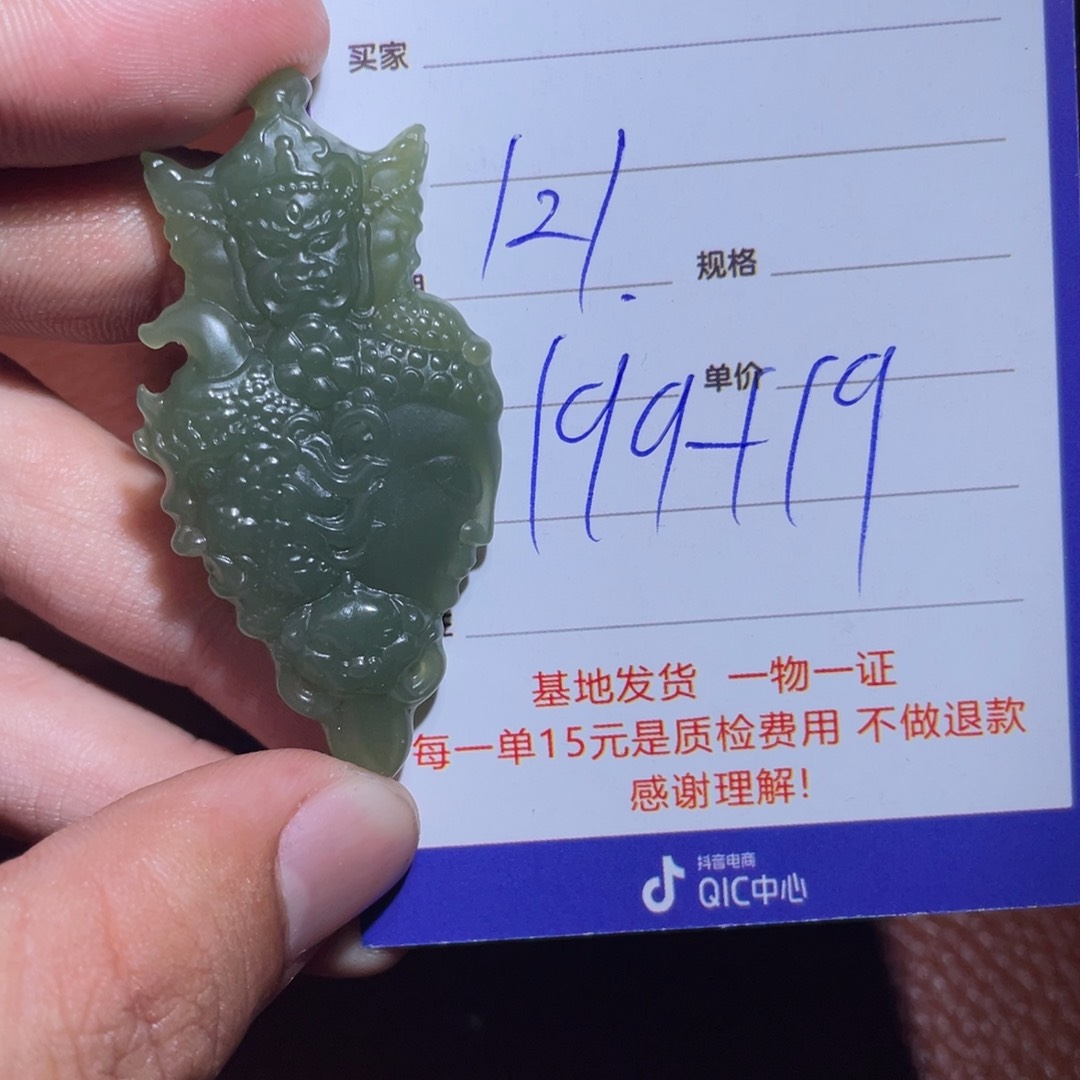 买家
121.
规格
单价
199+19
基地发货 一物一证
每一单15元是质检费用 不做退款
感谢理解!
抖音电商
QIC中心